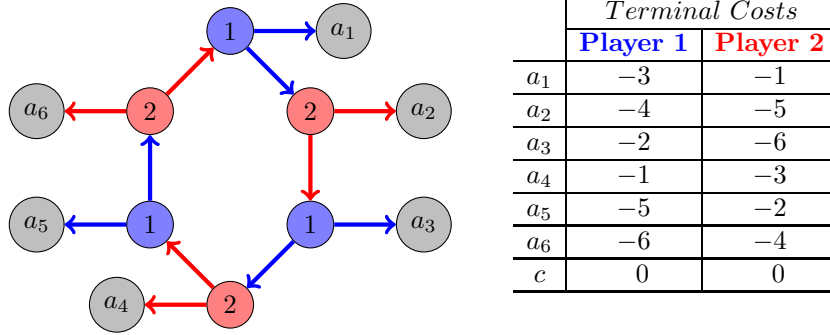 1
a1
2
a2
1
a3
2
a4
1
a5
2
a6
Terminal Costs
Player 1 Player 2
a1 −3 −1
a2 −4 −5
a3 −2 −6
a4 −1 −3
a5 −5 −2
a6 −6 −4
c 0 0